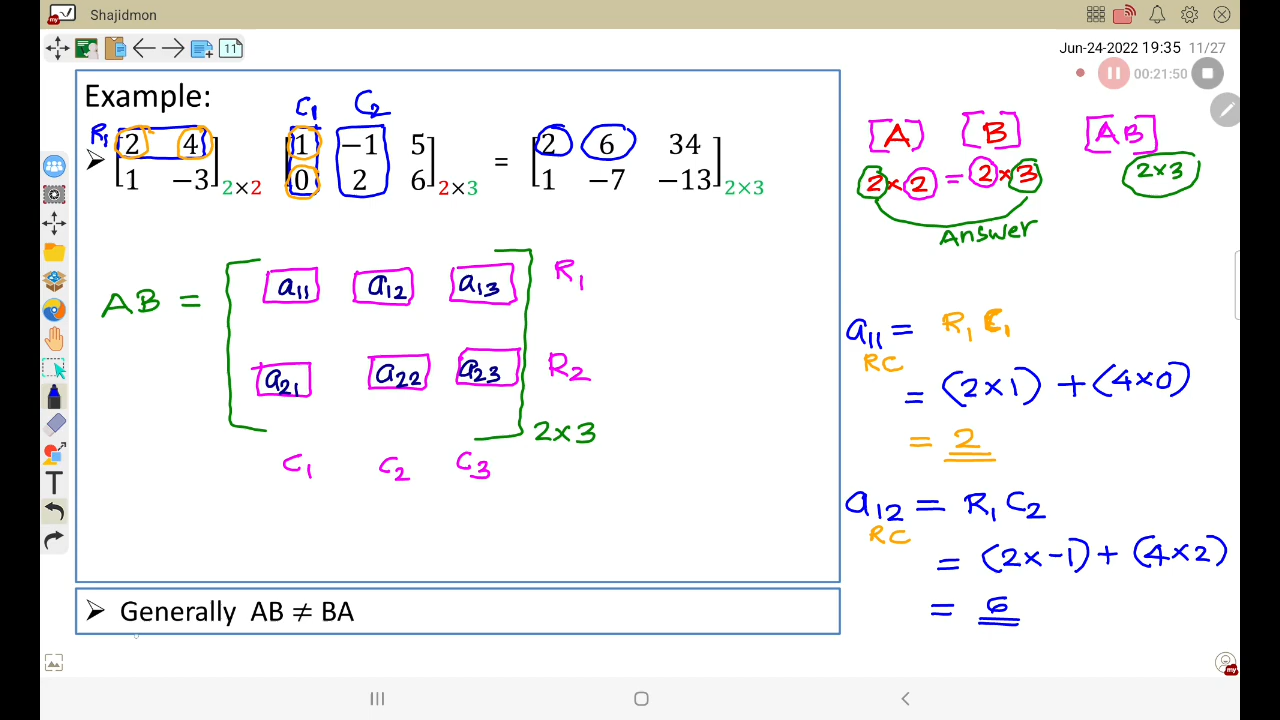 Shajidmon
11
Jun-24-2022 19:35 11/27
00:21:50
Example:
C1 C2
R1 [2 4] [1 −1 5] = [2 6 34]
➤ [1 −3] 2×2 [0 2 6] 2×3 [1 −7 −13] 2×3
[A] [B] [AB]
2×2 = 2×3 2×3
Answer
AB = [a11 a12 a13] R1
[a21 a22 a23] R2
2×3
C1 C2 C3
a11 = R1 C1
RC
= (2×1) + (4×0)
= 2
a12 = R1 C2
RC
= (2×−1) + (4×2)
= 6
➤ Generally AB ≠ BA
T
my
my